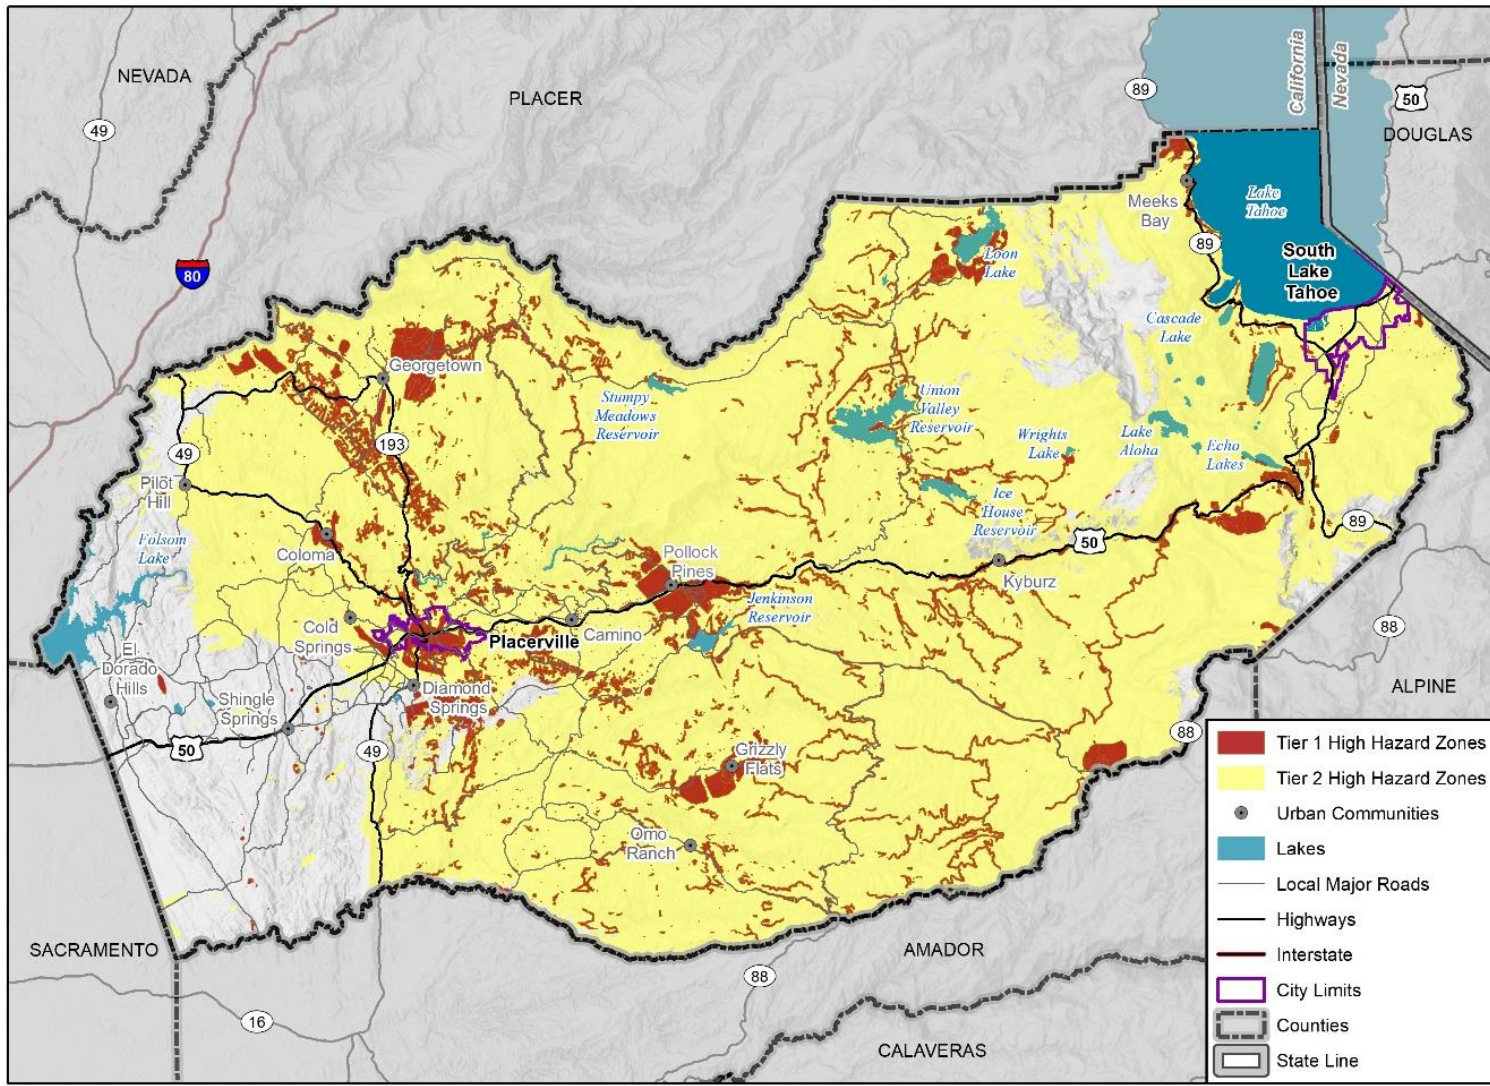 NEVADA
PLACER
49
80
89
California
Nevada
50
DOUGLAS
Lake
Tahoe
Meeks
Bay
89
South
Lake
Tahoe
Loon
Lake
Cascade
Lake
Georgetown
Stumpy
Meadows
Reservoir
Union
Valley
Reservoir
193
49
Wrights
Lake
Lake
Aloha
Echo
Lakes
Pilot
Hill
Ice
House
Reservoir
89
Folsom
Lake
Coloma
50
Pollock
Pines
Kyburz
Jenkinson
Reservoir
Cold
Springs
Camino
Placerville
88
El
Dorado
Hills
Shingle
Springs
Diamond
Springs
ALPINE
50
49
88
Grizzly
Flats
Omo
Ranch
SACRAMENTO
AMADOR
88
16
CALAVERAS
Tier 1 High Hazard Zones
Tier 2 High Hazard Zones
Urban Communities
Lakes
Local Major Roads
Highways
Interstate
City Limits
Counties
State Line